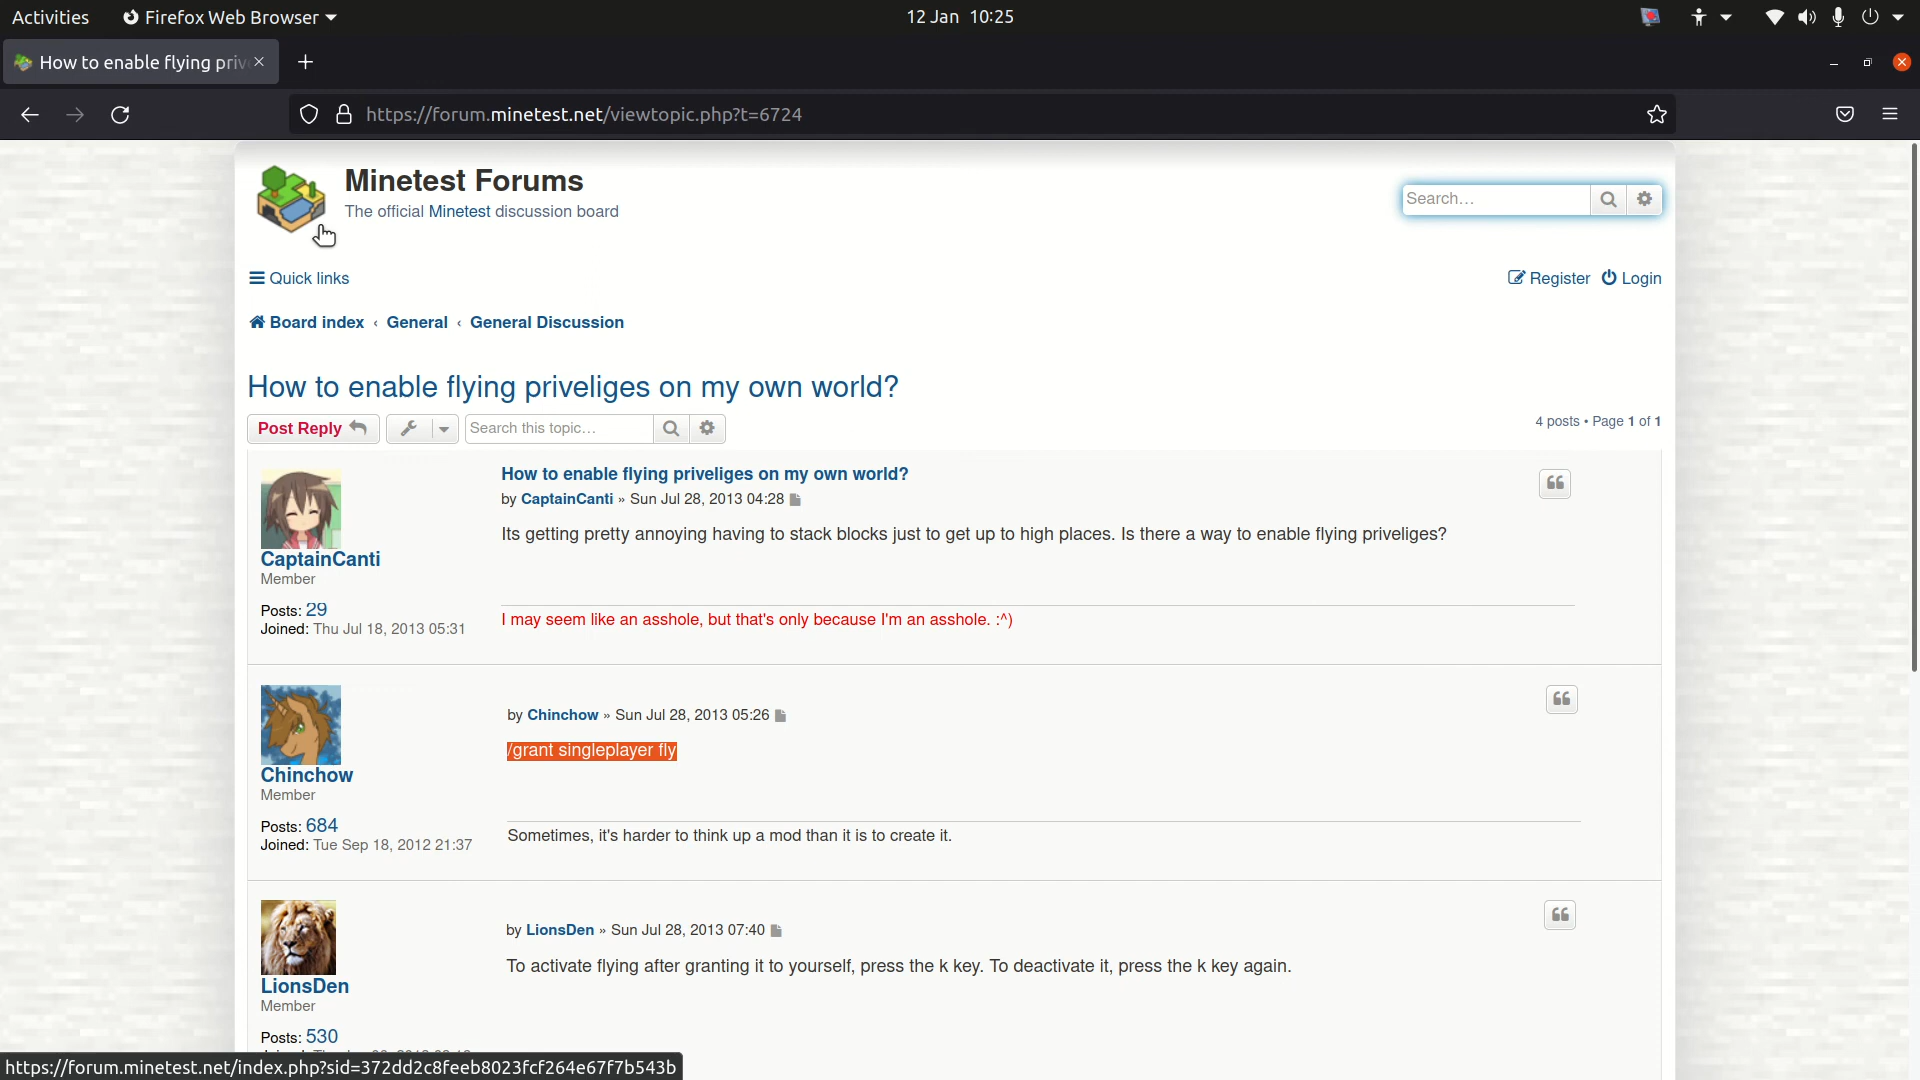 Activities Firefox Web Browser 12 Jan 10:25
How to enable flying priv
https://forum.minetest.net/viewtopic.php?t=6724
Minetest Forums
The official Minetest discussion board
Search…
Quick links
Register Login
Board index ‹ General ‹ General Discussion
How to enable flying priveliges on my own world?
Post Reply Search this topic… 4 posts • Page 1 of 1
How to enable flying priveliges on my own world?
by CaptainCanti » Sun Jul 28, 2013 04:28
Its getting pretty annoying having to stack blocks just to get up to high places. Is there a way to enable flying priveliges?
CaptainCanti
Member
Posts: 29
Joined: Thu Jul 18, 2013 05:31
I may seem like an asshole, but that's only because I'm an asshole. :^)
by Chinchow » Sun Jul 28, 2013 05:26
/grant singleplayer fly
Chinchow
Member
Posts: 684
Joined: Tue Sep 18, 2012 21:37
Sometimes, it's harder to think up a mod than it is to create it.
by LionsDen » Sun Jul 28, 2013 07:40
To activate flying after granting it to yourself, press the k key. To deactivate it, press the k key again.
LionsDen
Member
Posts: 530
https://forum.minetest.net/index.php?sid=372dd2c8feeb8023fcf264e67f7b543b